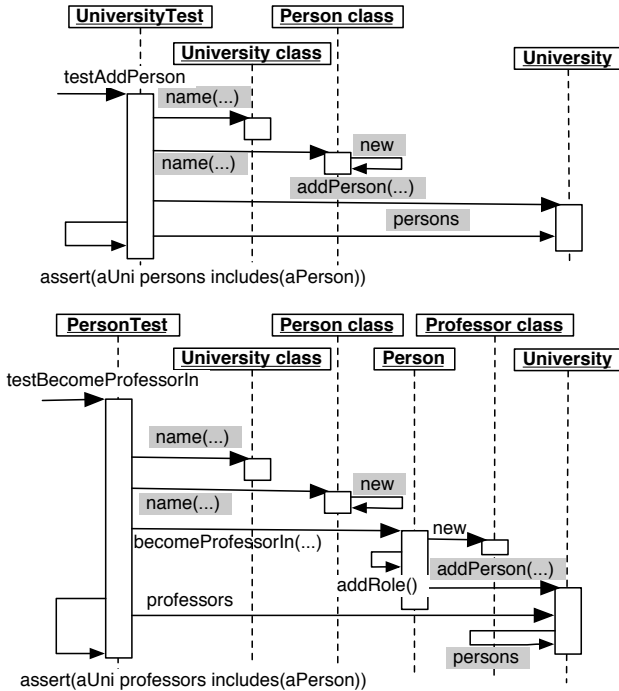 UniversityTest
Person class
University class
University
testAddPerson
name(...)
new
name(...)
addPerson(...)
persons
assert(aUni persons includes(aPerson))
PersonTest
Person class
Professor class
University class
Person
University
testBecomeProfessorIn
name(...)
new
name(...)
becomeProfessorIn(...)
new
addPerson(...)
addRole()
professors
persons
assert(aUni professors includes(aPerson))